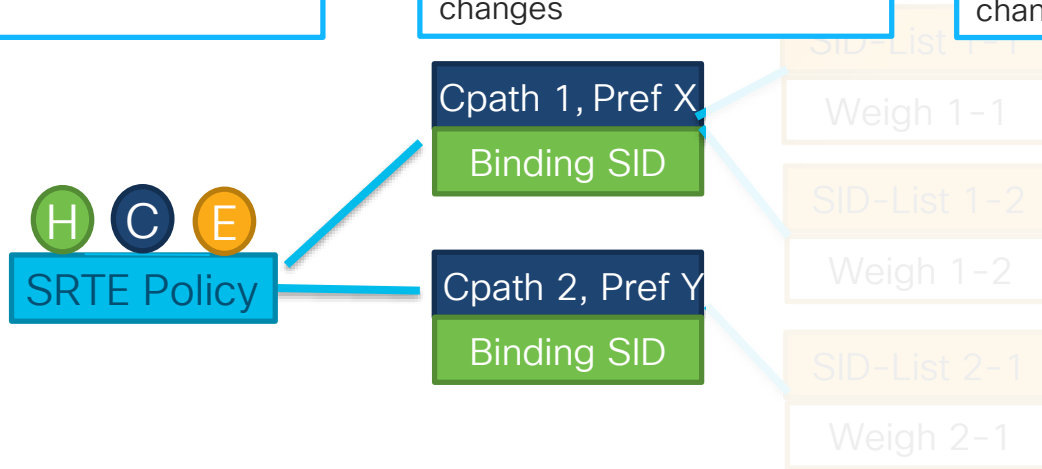 changes
chan
SID-List 1-1
Cpath 1, Pref X
Weigh 1-1
Binding SID
SID-List 1-2
H C E
SRTE Policy
Weigh 1-2
Cpath 2, Pref Y
Binding SID
SID-List 2-1
Weigh 2-1